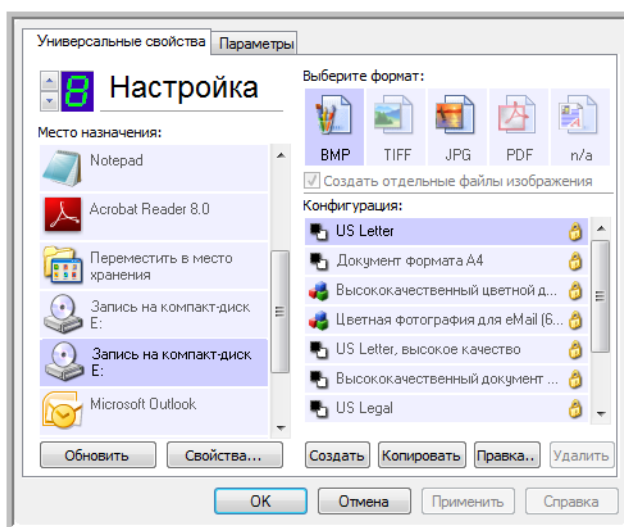 Универсальные свойства
Параметры
8
Настройка
Место назначения:
Notepad
Acrobat Reader 8.0
Переместить в место
хранения
Запись на компакт-диск
E:
Запись на компакт-диск
E:
Microsoft Outlook
Обновить
Свойства...
Выберите формат:
BMP
TIFF
JPG
PDF
n/a
Создать отдельные файлы изображения
Конфигурация:
US Letter
Документ формата A4
Высококачественный цветной д...
Цветная фотография для eMail (6...
US Letter, высокое качество
Высококачественный документ ...
US Legal
Создать
Копировать
Правка..
Удалить
OK
Отмена
Применить
Справка